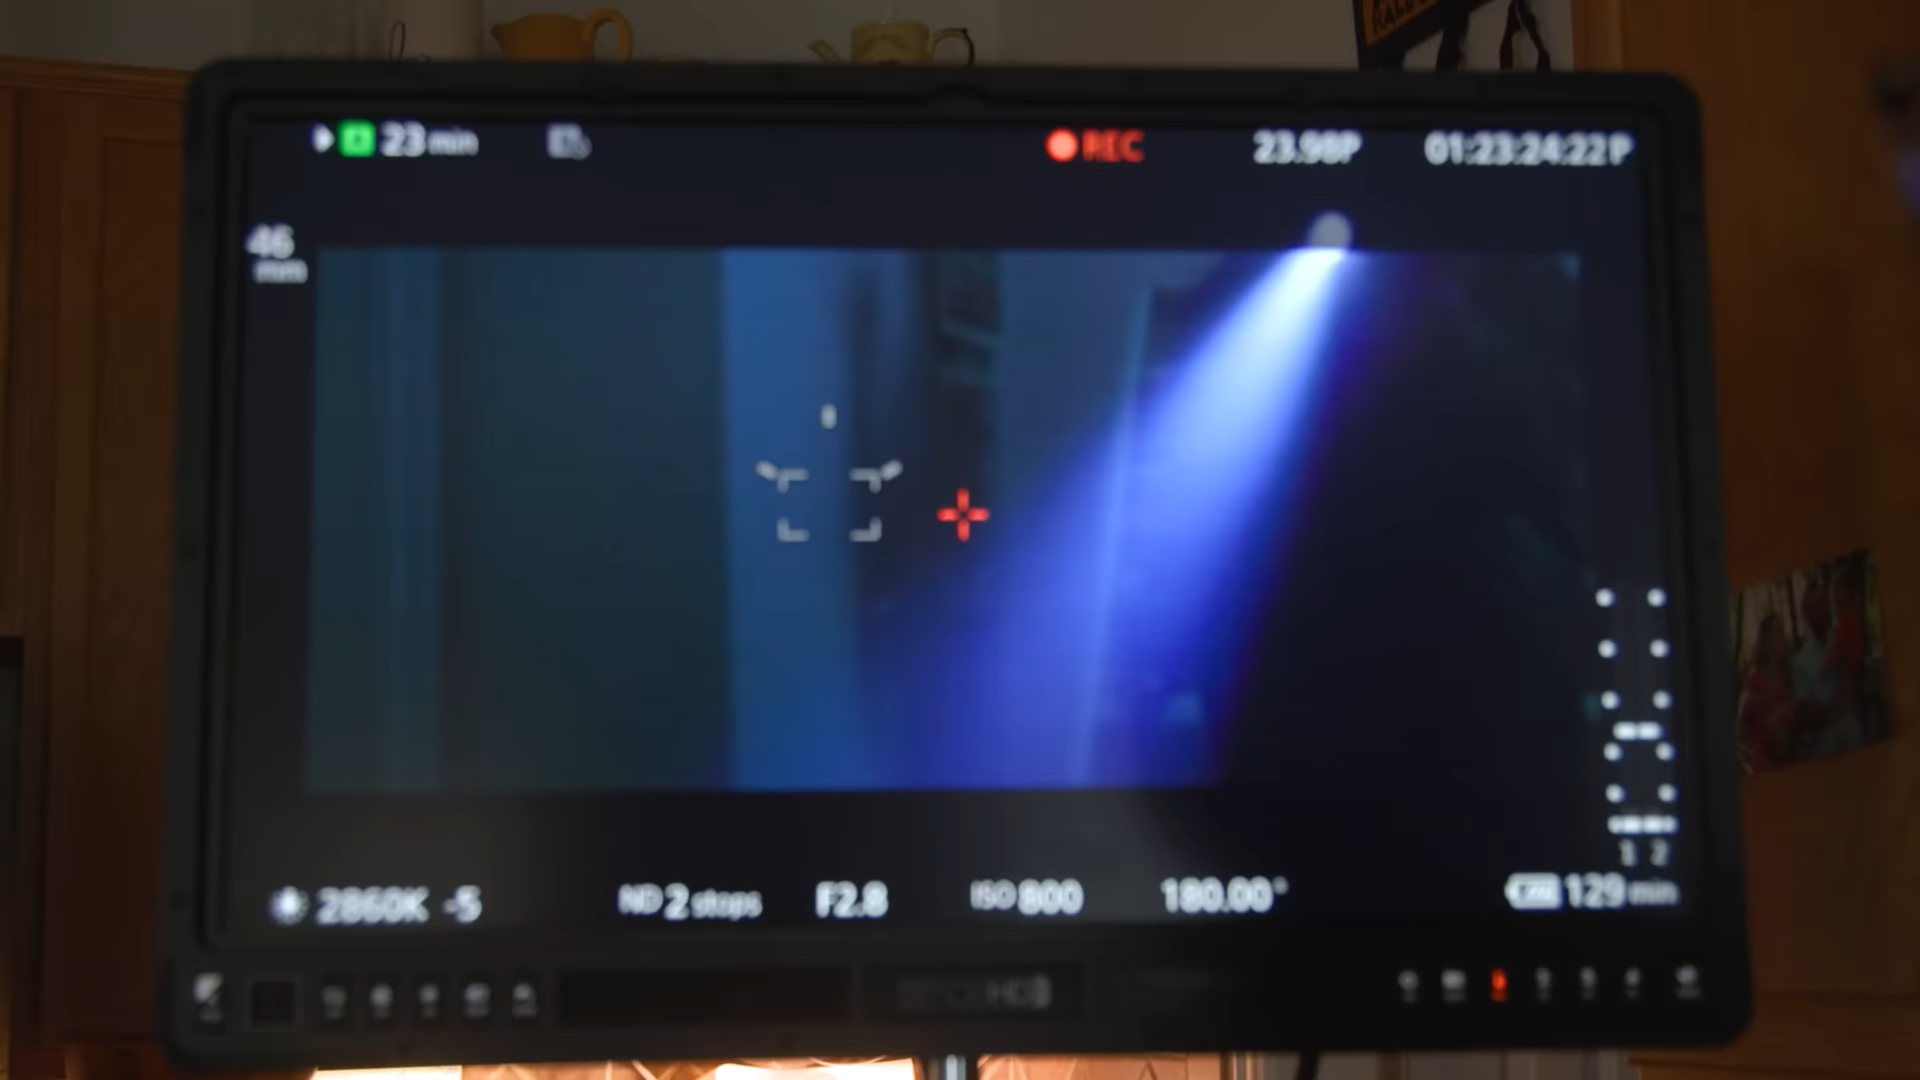 23 min
REC
23.98P
01:23:24:22 P
46
mm
1 2
2860K -5
ND 2 stops
F2.8
ISO 800
180.00°
129 min